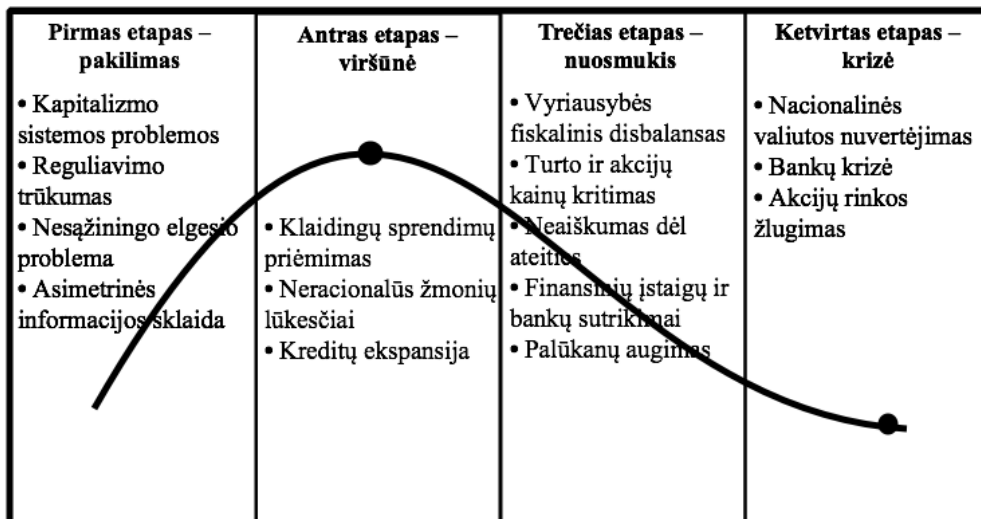 Pirmas etapas –
pakilimas
• Kapitalizmo
sistemos problemos
• Reguliavimo
trūkumas
• Nesąžiningo elgesio
problema
• Asimetrinės
informacijos sklaida
Antras etapas –
viršūnė
• Klaidingų sprendimų
priėmimas
• Neracionalūs žmonių
lūkesčiai
• Kreditų ekspansija
Trečias etapas –
nuosmukis
• Vyriausybės
fiskalinis disbalansas
• Turto ir akcijų
kainų kritimas
• Neaiškumas dėl
ateities
• Finansinių įstaigų ir
bankų sutrikimai
• Palūkanų augimas
Ketvirtas etapas –
krizė
• Nacionalinės
valiutos nuvertėjimas
• Bankų krizė
• Akcijų rinkos
žlugimas